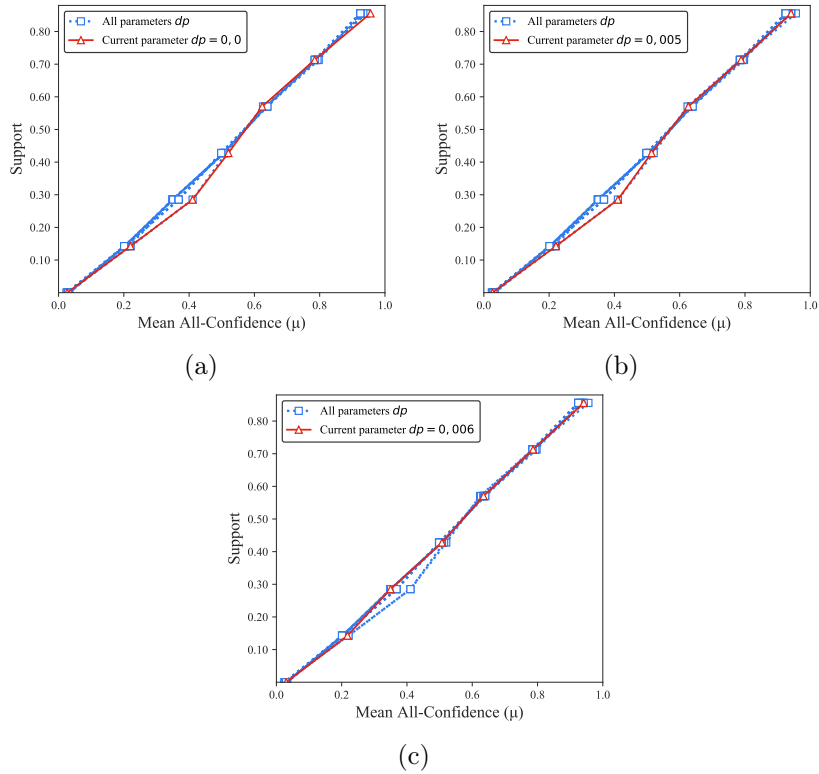 All parameters dp
Current parameter dp = 0, 0
0.80
0.70
0.60
0.50
0.40
0.30
0.20
0.10
Support
0.0
0.2
0.4
0.6
0.8
1.0
Mean All-Confidence (μ)
(a)
All parameters dp
Current parameter dp = 0, 005
0.80
0.70
0.60
0.50
0.40
0.30
0.20
0.10
Support
0.0
0.2
0.4
0.6
0.8
1.0
Mean All-Confidence (μ)
(b)
All parameters dp
Current parameter dp = 0, 006
0.80
0.70
0.60
0.50
0.40
0.30
0.20
0.10
Support
0.0
0.2
0.4
0.6
0.8
1.0
Mean All-Confidence (μ)
(c)